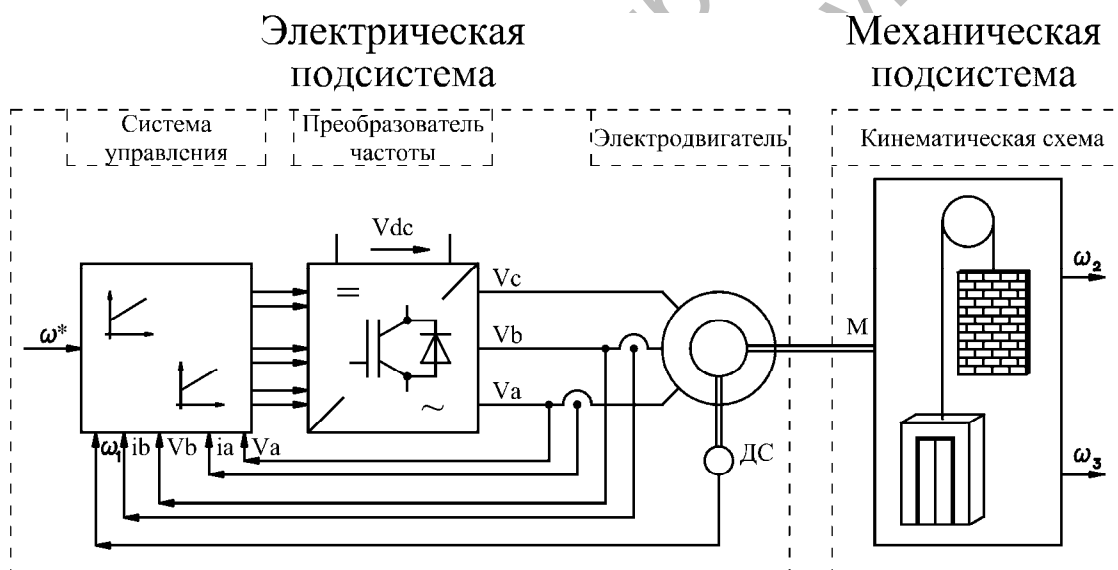 Электрическая
подсистема
Механическая
подсистема
Система
управления
Преобразователь
частоты
Электродвигатель
Кинематическая схема
Vdc
=
~
ω*
Vc
Vb
Va
M
ω₂
ω₃
ω₁ ib Vb ia Va
ДС